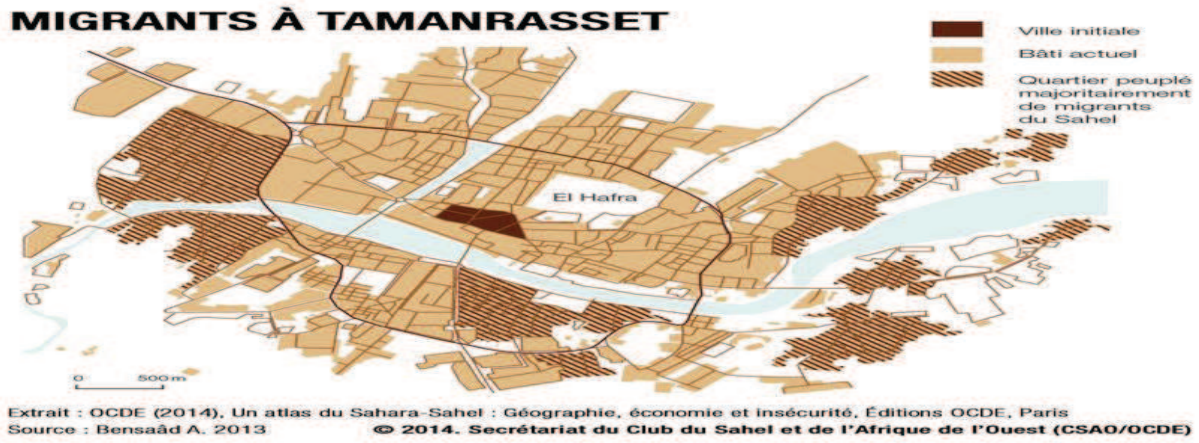 MIGRANTS À TAMANRASSET
Ville initiale
Bâti actuel
Quartier peuplé
majoritairement
de migrants
du Sahel
El Hafra
0 500 m
Extrait : OCDE (2014), Un atlas du Sahara-Sahel : Géographie, économie et insécurité, Éditions OCDE, Paris
Source : Bensaâd A. 2013 © 2014. Secrétariat du Club du Sahel et de l'Afrique de l'Ouest (CSAO/OCDE)